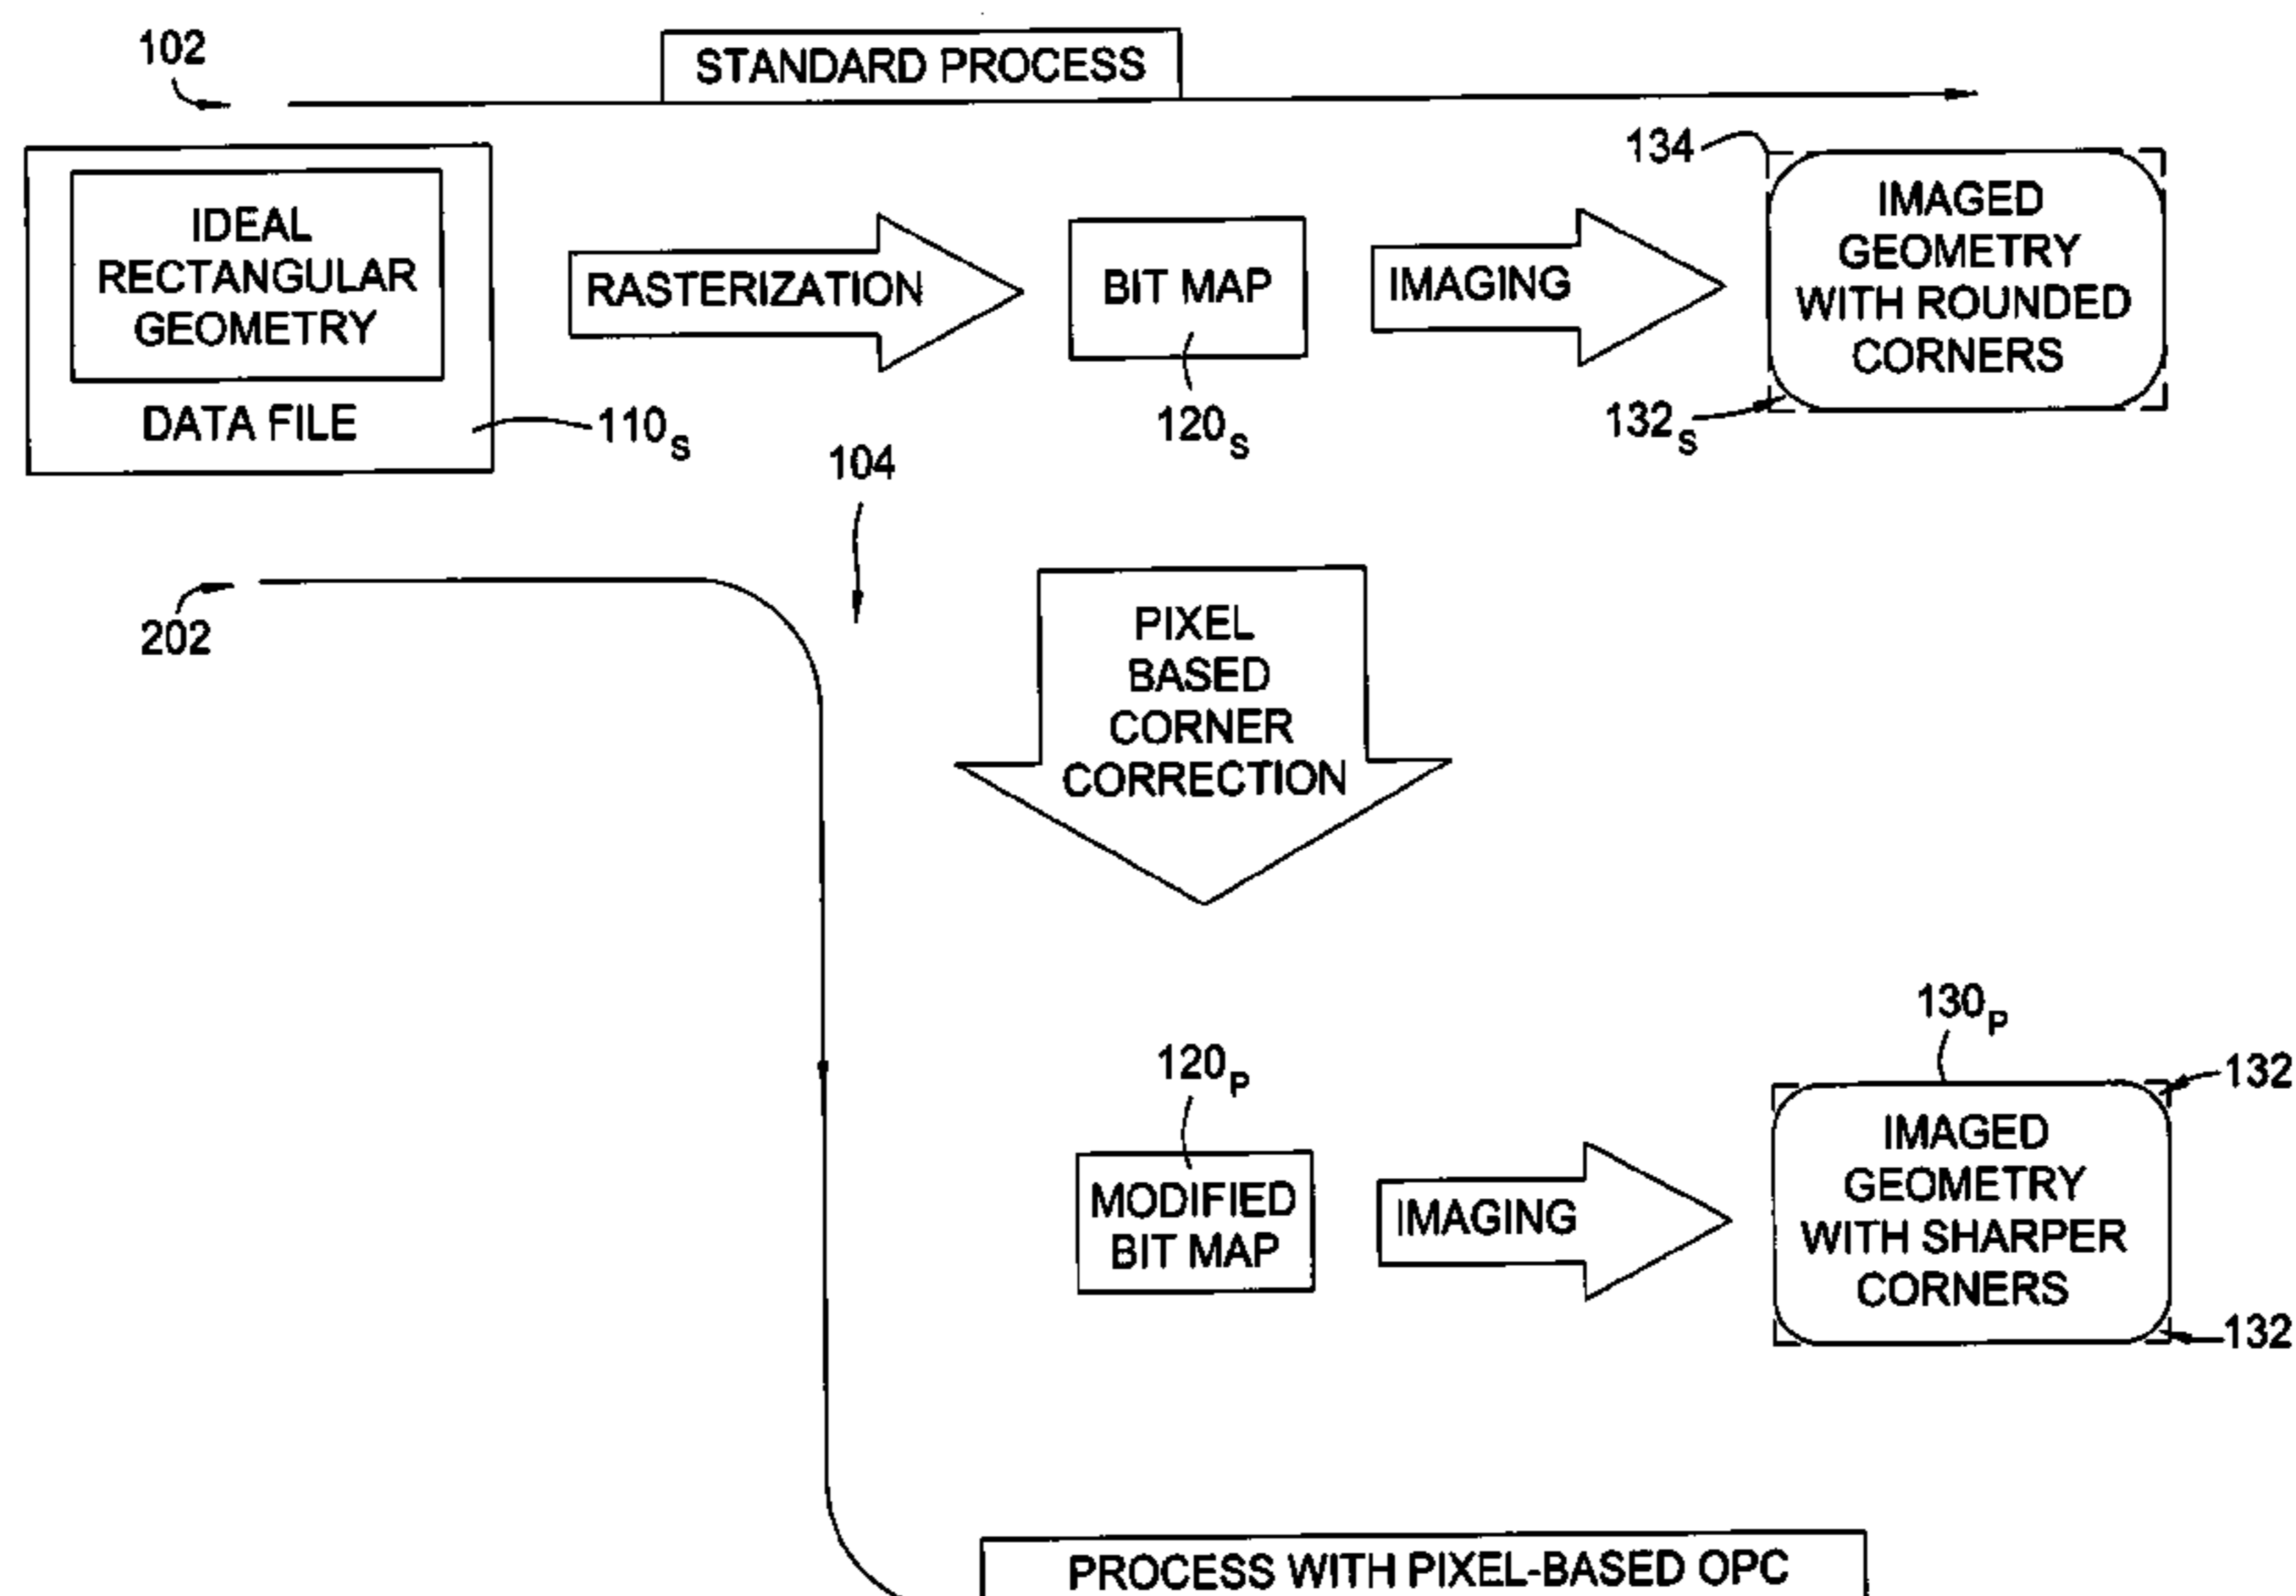 102
STANDARD PROCESS
134
IDEAL
RECTANGULAR
GEOMETRY
DATA FILE
110S
RASTERIZATION
BIT MAP
120S
IMAGING
IMAGED
GEOMETRY
WITH ROUNDED
CORNERS
132S
104
202
PIXEL
BASED
CORNER
CORRECTION
120P
MODIFIED
BIT MAP
IMAGING
130P
132
IMAGED
GEOMETRY
WITH SHARPER
CORNERS
132
PROCESS WITH PIXEL-BASED OPC